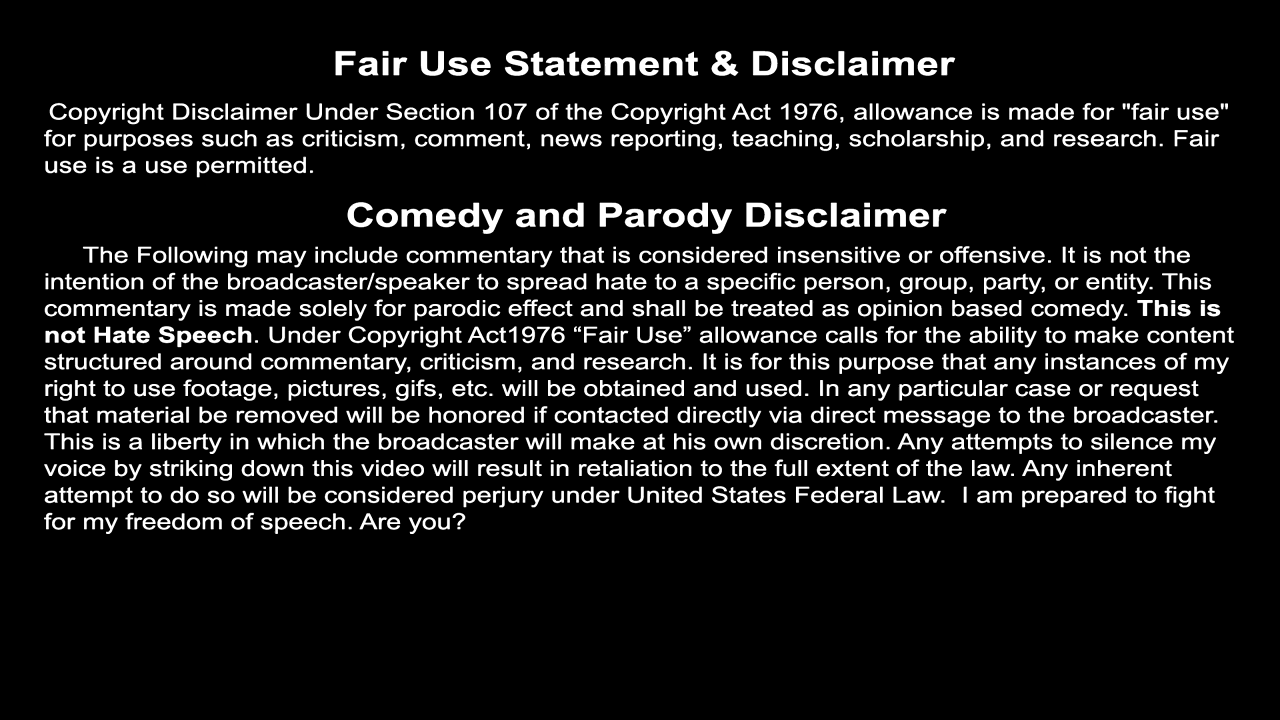 Fair Use Statement & Disclaimer
Copyright Disclaimer Under Section 107 of the Copyright Act 1976, allowance is made for "fair use"
for purposes such as criticism, comment, news reporting, teaching, scholarship, and research. Fair
use is a use permitted.
Comedy and Parody Disclaimer
The Following may include commentary that is considered insensitive or offensive. It is not the
intention of the broadcaster/speaker to spread hate to a specific person, group, party, or entity. This
commentary is made solely for parodic effect and shall be treated as opinion based comedy. This is
not Hate Speech. Under Copyright Act1976 “Fair Use” allowance calls for the ability to make content
structured around commentary, criticism, and research. It is for this purpose that any instances of my
right to use footage, pictures, gifs, etc. will be obtained and used. In any particular case or request
that material be removed will be honored if contacted directly via direct message to the broadcaster.
This is a liberty in which the broadcaster will make at his own discretion. Any attempts to silence my
voice by striking down this video will result in retaliation to the full extent of the law. Any inherent
attempt to do so will be considered perjury under United States Federal Law.  I am prepared to fight
for my freedom of speech. Are you?